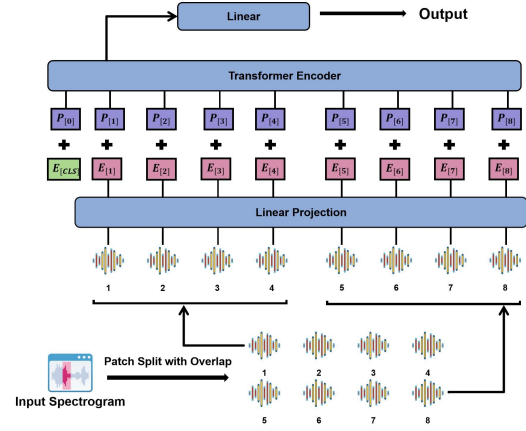 Linear
Output
Transformer Encoder
P[0] P[1] P[2] P[3] P[4] P[5] P[6] P[7] P[8]
+ + + + + + + + +
E[CLS] E[1] E[2] E[3] E[4] E[5] E[6] E[7] E[8]
Linear Projection
1 2 3 4 5 6 7 8
Patch Split with Overlap
1 2 3 4
Input Spectrogram
5 6 7 8